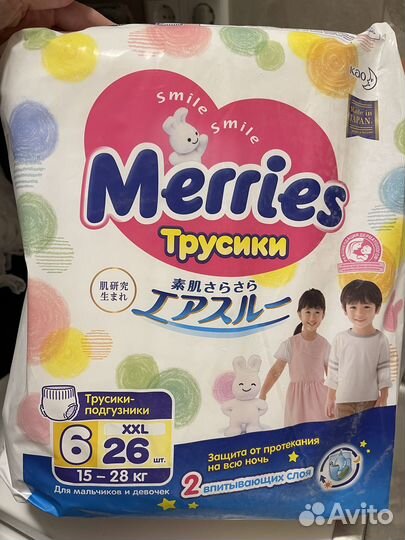 Smile Smile
Kao
Made in
JAPAN
Merries
Трусики
肌研究
生まれ
素肌さらさら
エアスルー
Трусики-
подгузники
6
XXL
26 шт.
15 – 28 кг
Для мальчиков и девочек
Защита от протекания
на всю ночь
2 впитывающих слоя
Avito